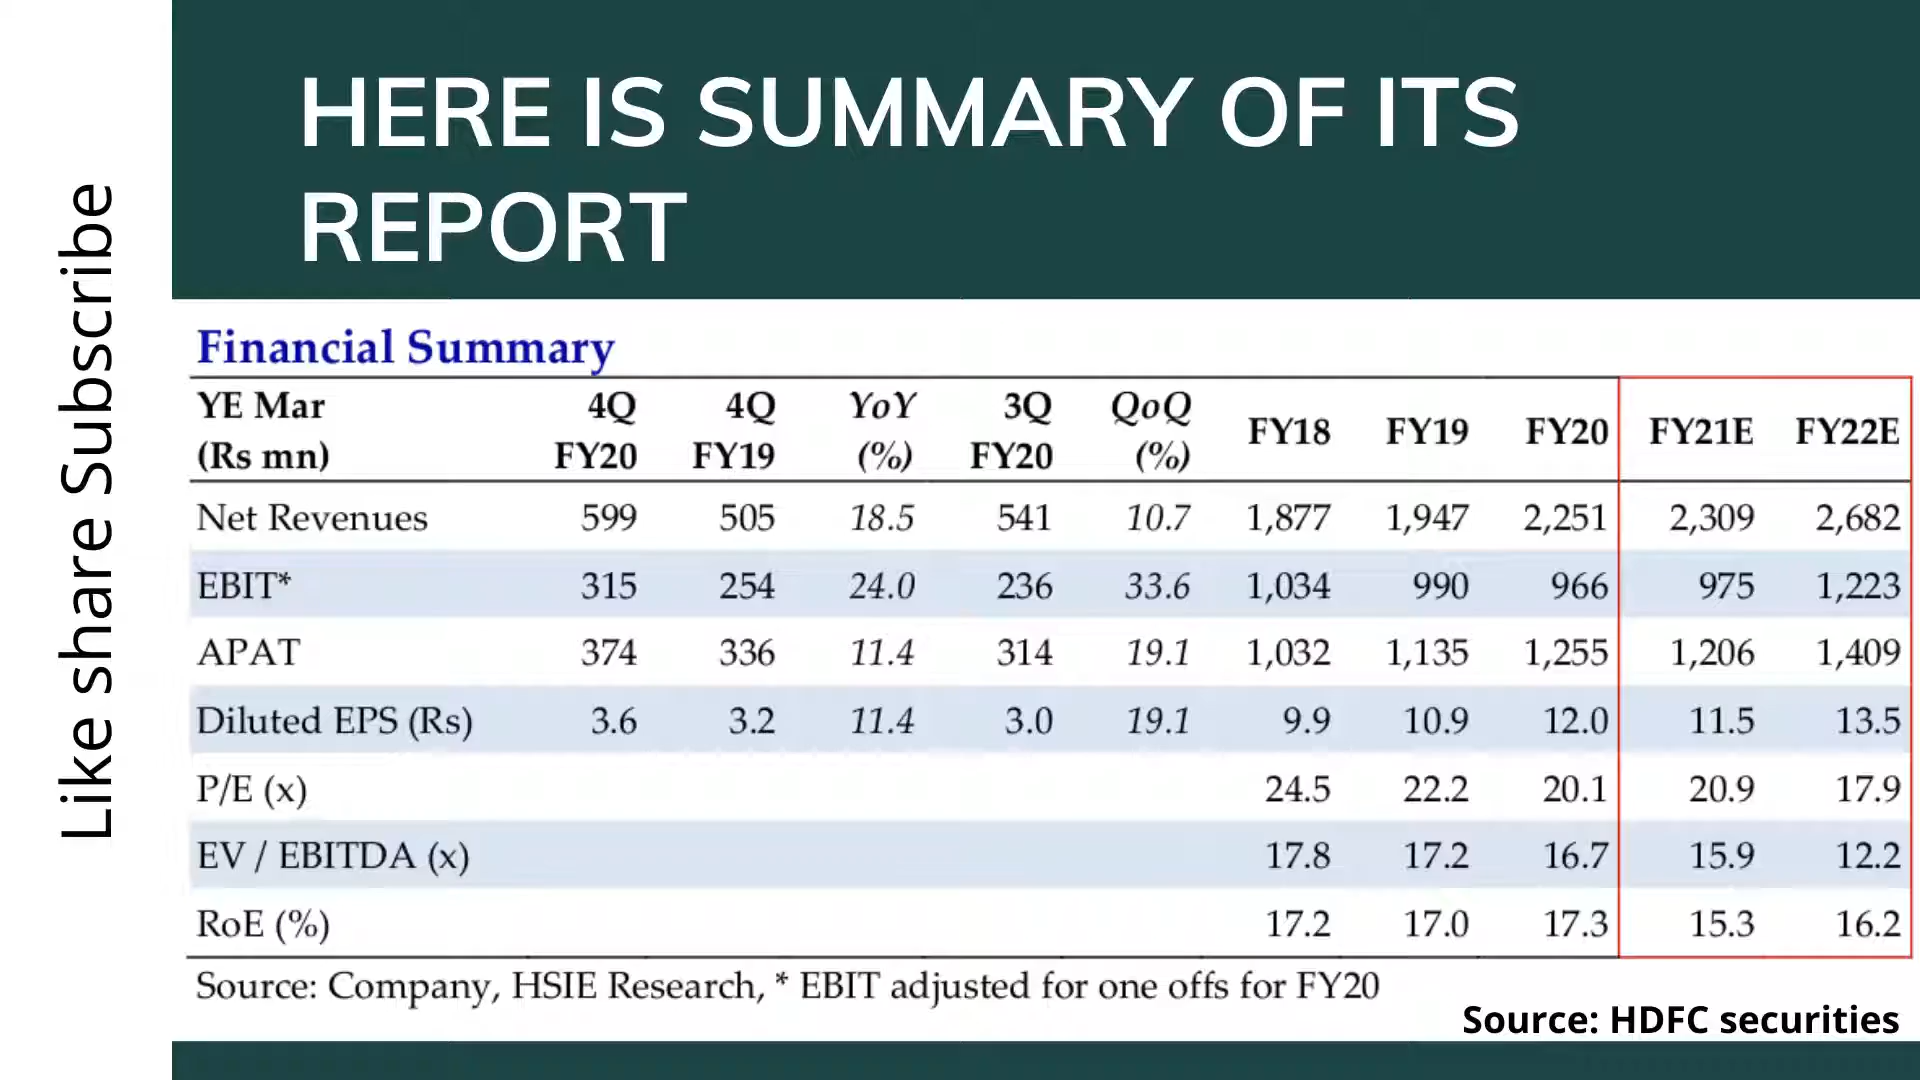 HERE IS SUMMARY OF ITS
REPORT
Like share Subscribe
Financial Summary
YE Mar (Rs mn) 4Q FY20 4Q FY19 YoY (%) 3Q FY20 QoQ (%) FY18 FY19 FY20 FY21E FY22E
Net Revenues 599 505 18.5 541 10.7 1,877 1,947 2,251 2,309 2,682
EBIT* 315 254 24.0 236 33.6 1,034 990 966 975 1,223
APAT 374 336 11.4 314 19.1 1,032 1,135 1,255 1,206 1,409
Diluted EPS (Rs) 3.6 3.2 11.4 3.0 19.1 9.9 10.9 12.0 11.5 13.5
P/E (x) 24.5 22.2 20.1 20.9 17.9
EV / EBITDA (x) 17.8 17.2 16.7 15.9 12.2
RoE (%) 17.2 17.0 17.3 15.3 16.2
Source: Company, HSIE Research, * EBIT adjusted for one offs for FY20
Source: HDFC securities